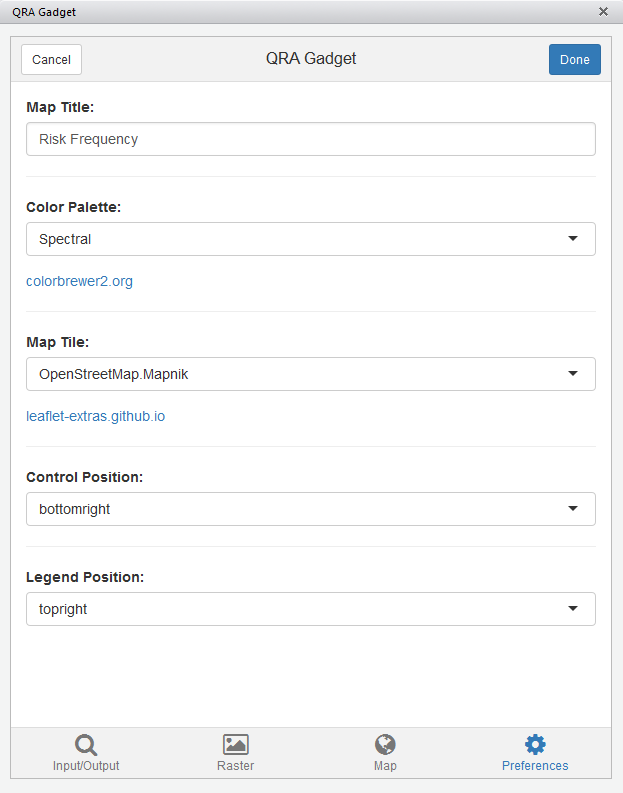 QRA Gadget
Cancel
QRA Gadget
Done
Map Title:
Risk Frequency
Color Palette:
Spectral
colorbrewer2.org
Map Tile:
OpenStreetMap.Mapnik
leaflet-extras.github.io
Control Position:
bottomright
Legend Position:
topright
Input/Output
Raster
Map
Preferences